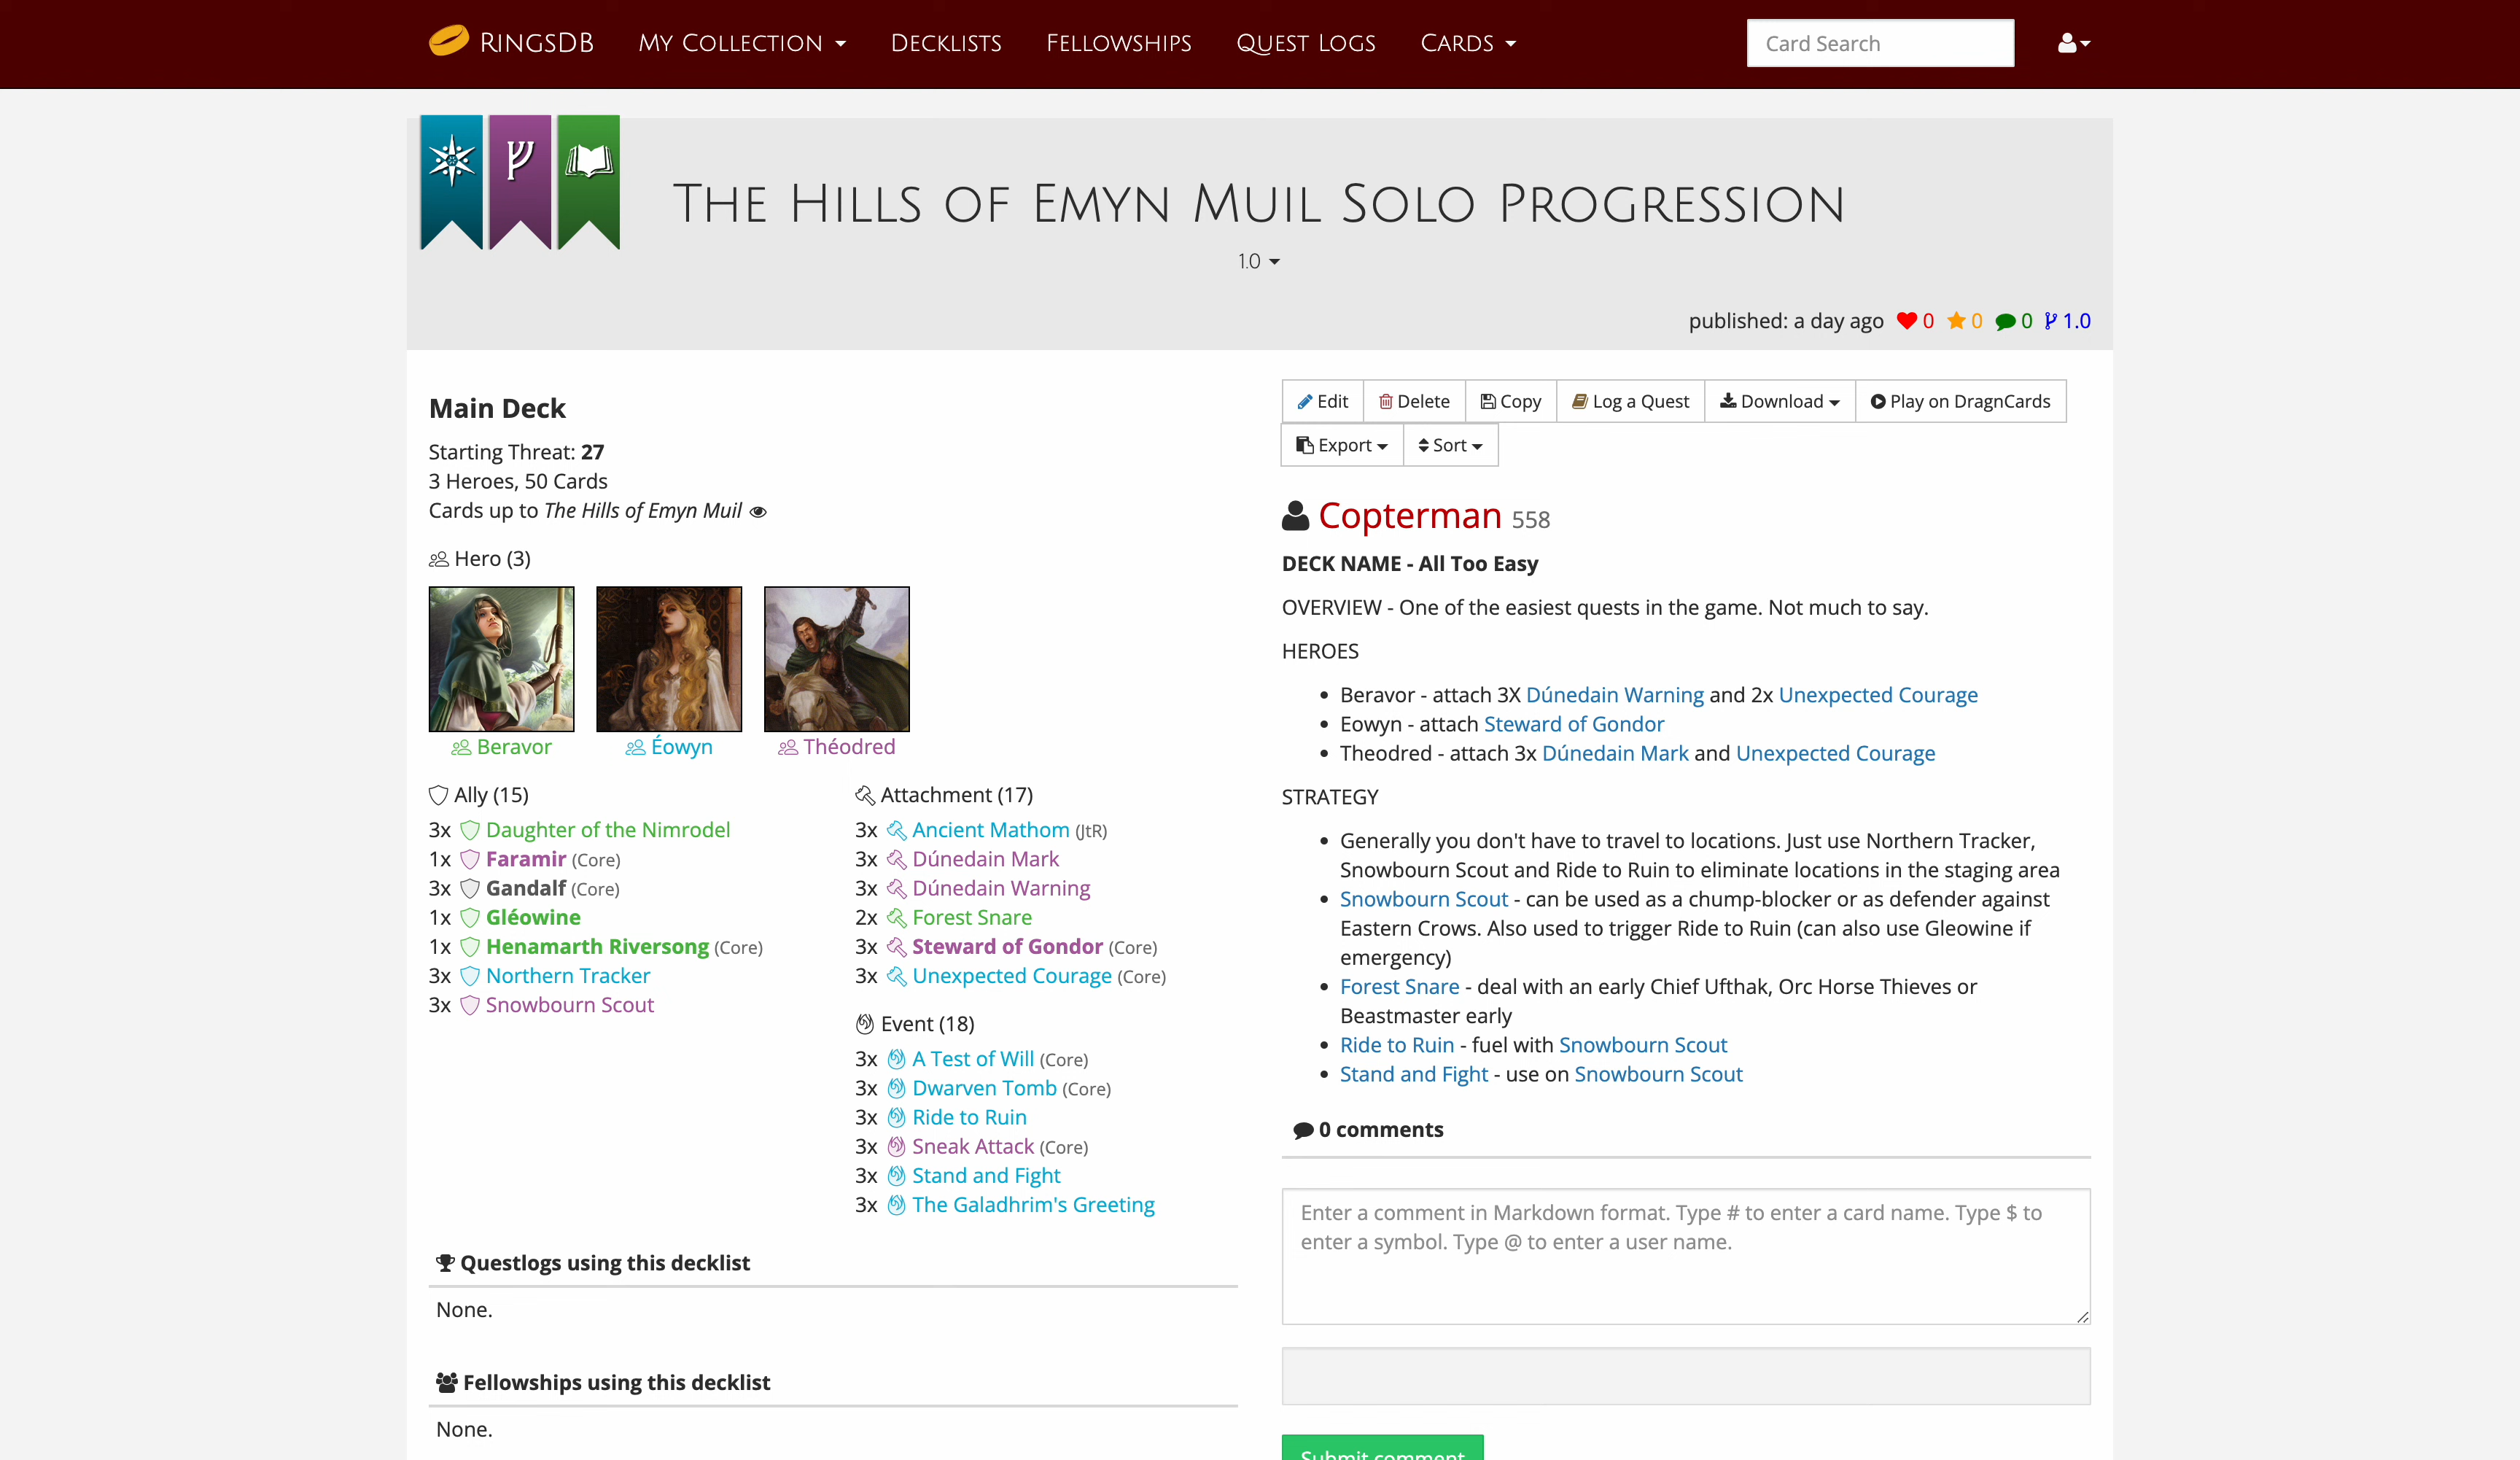 RingsDB My Collection Decklists Fellowships Quest Logs Cards Card Search
The Hills of Emyn Muil Solo Progression
1.0
published: a day ago 0 0 0 1.0
Main Deck
Starting Threat: 27
3 Heroes, 50 Cards
Cards up to The Hills of Emyn Muil
Hero (3)
Beravor Éowyn Théodred
Ally (15)
3x Daughter of the Nimrodel
1x Faramir (Core)
3x Gandalf (Core)
1x Gléowine
1x Henamarth Riversong (Core)
3x Northern Tracker
3x Snowbourn Scout
Attachment (17)
3x Ancient Mathom (JtR)
3x Dúnedain Mark
3x Dúnedain Warning
2x Forest Snare
3x Steward of Gondor (Core)
3x Unexpected Courage (Core)
Event (18)
3x A Test of Will (Core)
3x Dwarven Tomb (Core)
3x Ride to Ruin
3x Sneak Attack (Core)
3x Stand and Fight
3x The Galadhrim's Greeting
Questlogs using this decklist
None.
Fellowships using this decklist
None.
Edit Delete Copy Log a Quest Download Play on DragnCards
Export Sort
Copterman 558
DECK NAME - All Too Easy
OVERVIEW - One of the easiest quests in the game. Not much to say.
HEROES
• Beravor - attach 3X Dúnedain Warning and 2x Unexpected Courage
• Eowyn - attach Steward of Gondor
• Theodred - attach 3x Dúnedain Mark and Unexpected Courage
STRATEGY
• Generally you don't have to travel to locations. Just use Northern Tracker,
Snowbourn Scout and Ride to Ruin to eliminate locations in the staging area
• Snowbourn Scout - can be used as a chump-blocker or as defender against
Eastern Crows. Also used to trigger Ride to Ruin (can also use Gleowine if
emergency)
• Forest Snare - deal with an early Chief Ufthak, Orc Horse Thieves or
Beastmaster early
• Ride to Ruin - fuel with Snowbourn Scout
• Stand and Fight - use on Snowbourn Scout
0 comments
Enter a comment in Markdown format. Type # to enter a card name. Type $ to
enter a symbol. Type @ to enter a user name.
Submit comment